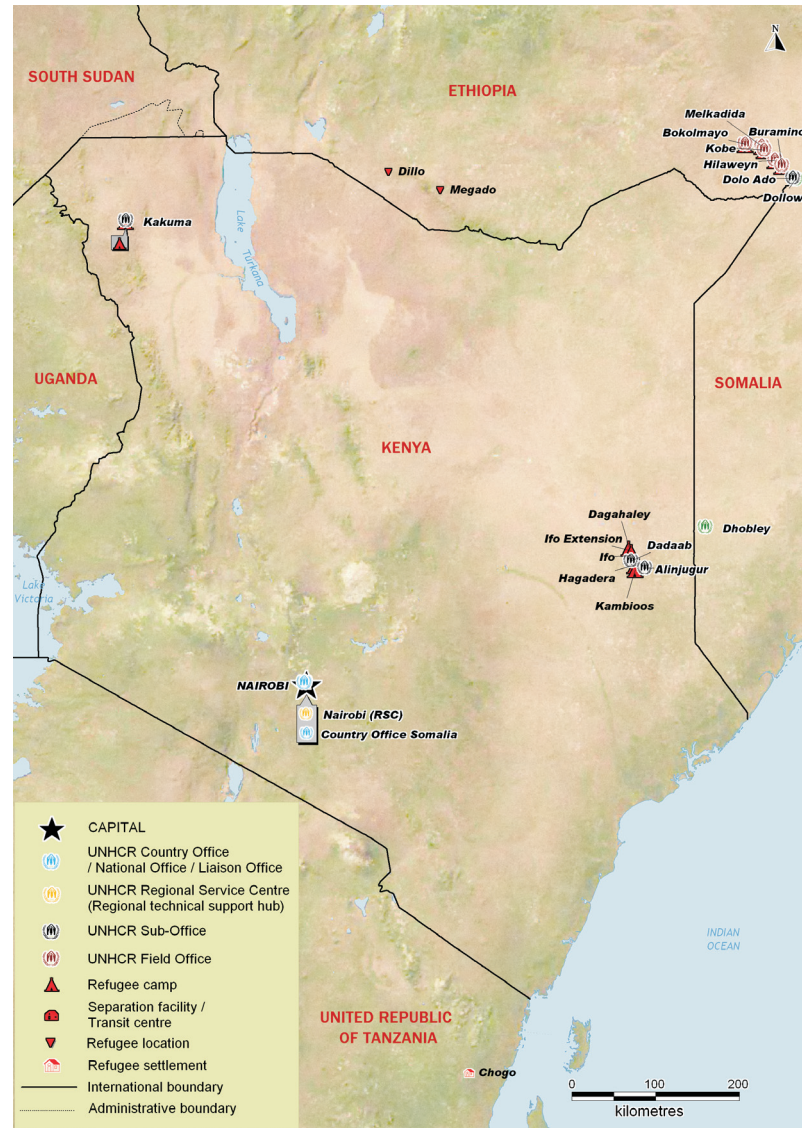 N
SOUTH SUDAN
ETHIOPIA
Melkadida
Bokolmayo
Buramino
Kobe
Hilaweyn
Dolo Ado
Dollow
Dillo
Megado
Kakuma
Lake
Turkana
UGANDA
SOMALIA
KENYA
Dagahaley
Dhobley
Ifo Extension
Dadaab
Ifo
Alinjugur
Hagadera
Kambioos
Lake
Victoria
NAIROBI
Nairobi (RSC)
Country Office Somalia
CAPITAL
UNHCR Country Office
/ National Office / Liaison Office
UNHCR Regional Service Centre
(Regional technical support hub)
UNHCR Sub-Office
UNHCR Field Office
Refugee camp
Separation facility /
Transit centre
Refugee location
Refugee settlement
International boundary
Administrative boundary
INDIAN
OCEAN
UNITED REPUBLIC
OF TANZANIA
Chogo
0 100 200
kilometres